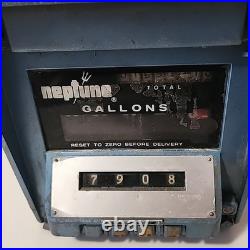 neptune ®
TOTAL
GALLONS
RESET TO ZERO BEFORE DELIVERY
7908